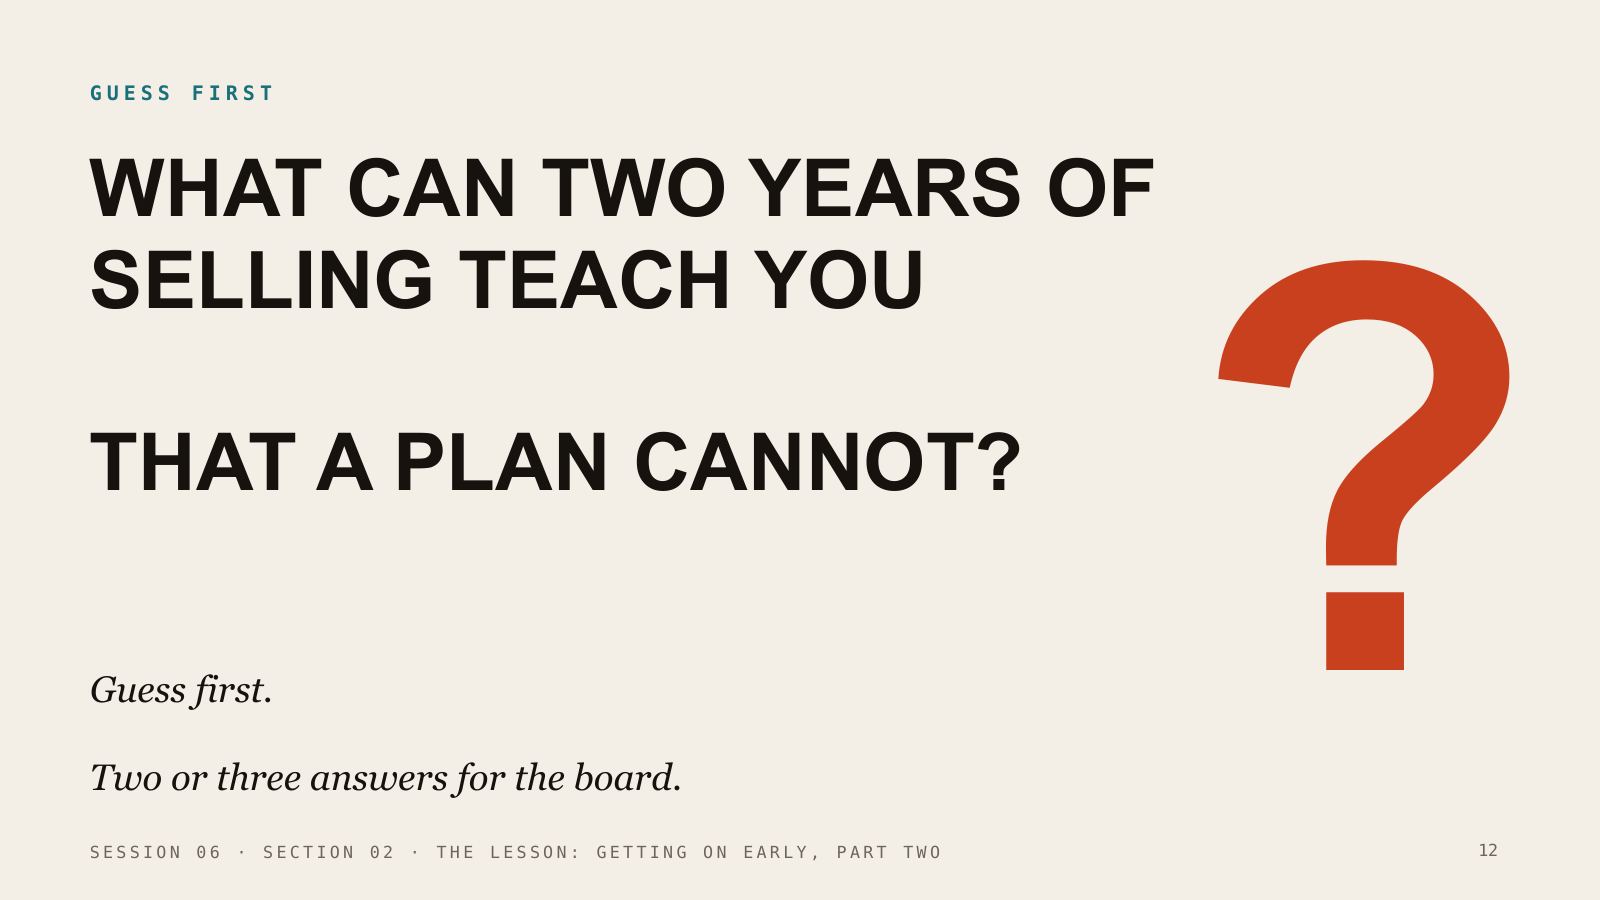 GUESS FIRST
WHAT CAN TWO YEARS OF
SELLING TEACH YOU
THAT A PLAN CANNOT?
?
Guess first.
Two or three answers for the board.
SESSION 06 · SECTION 02 · THE LESSON: GETTING ON EARLY, PART TWO
12